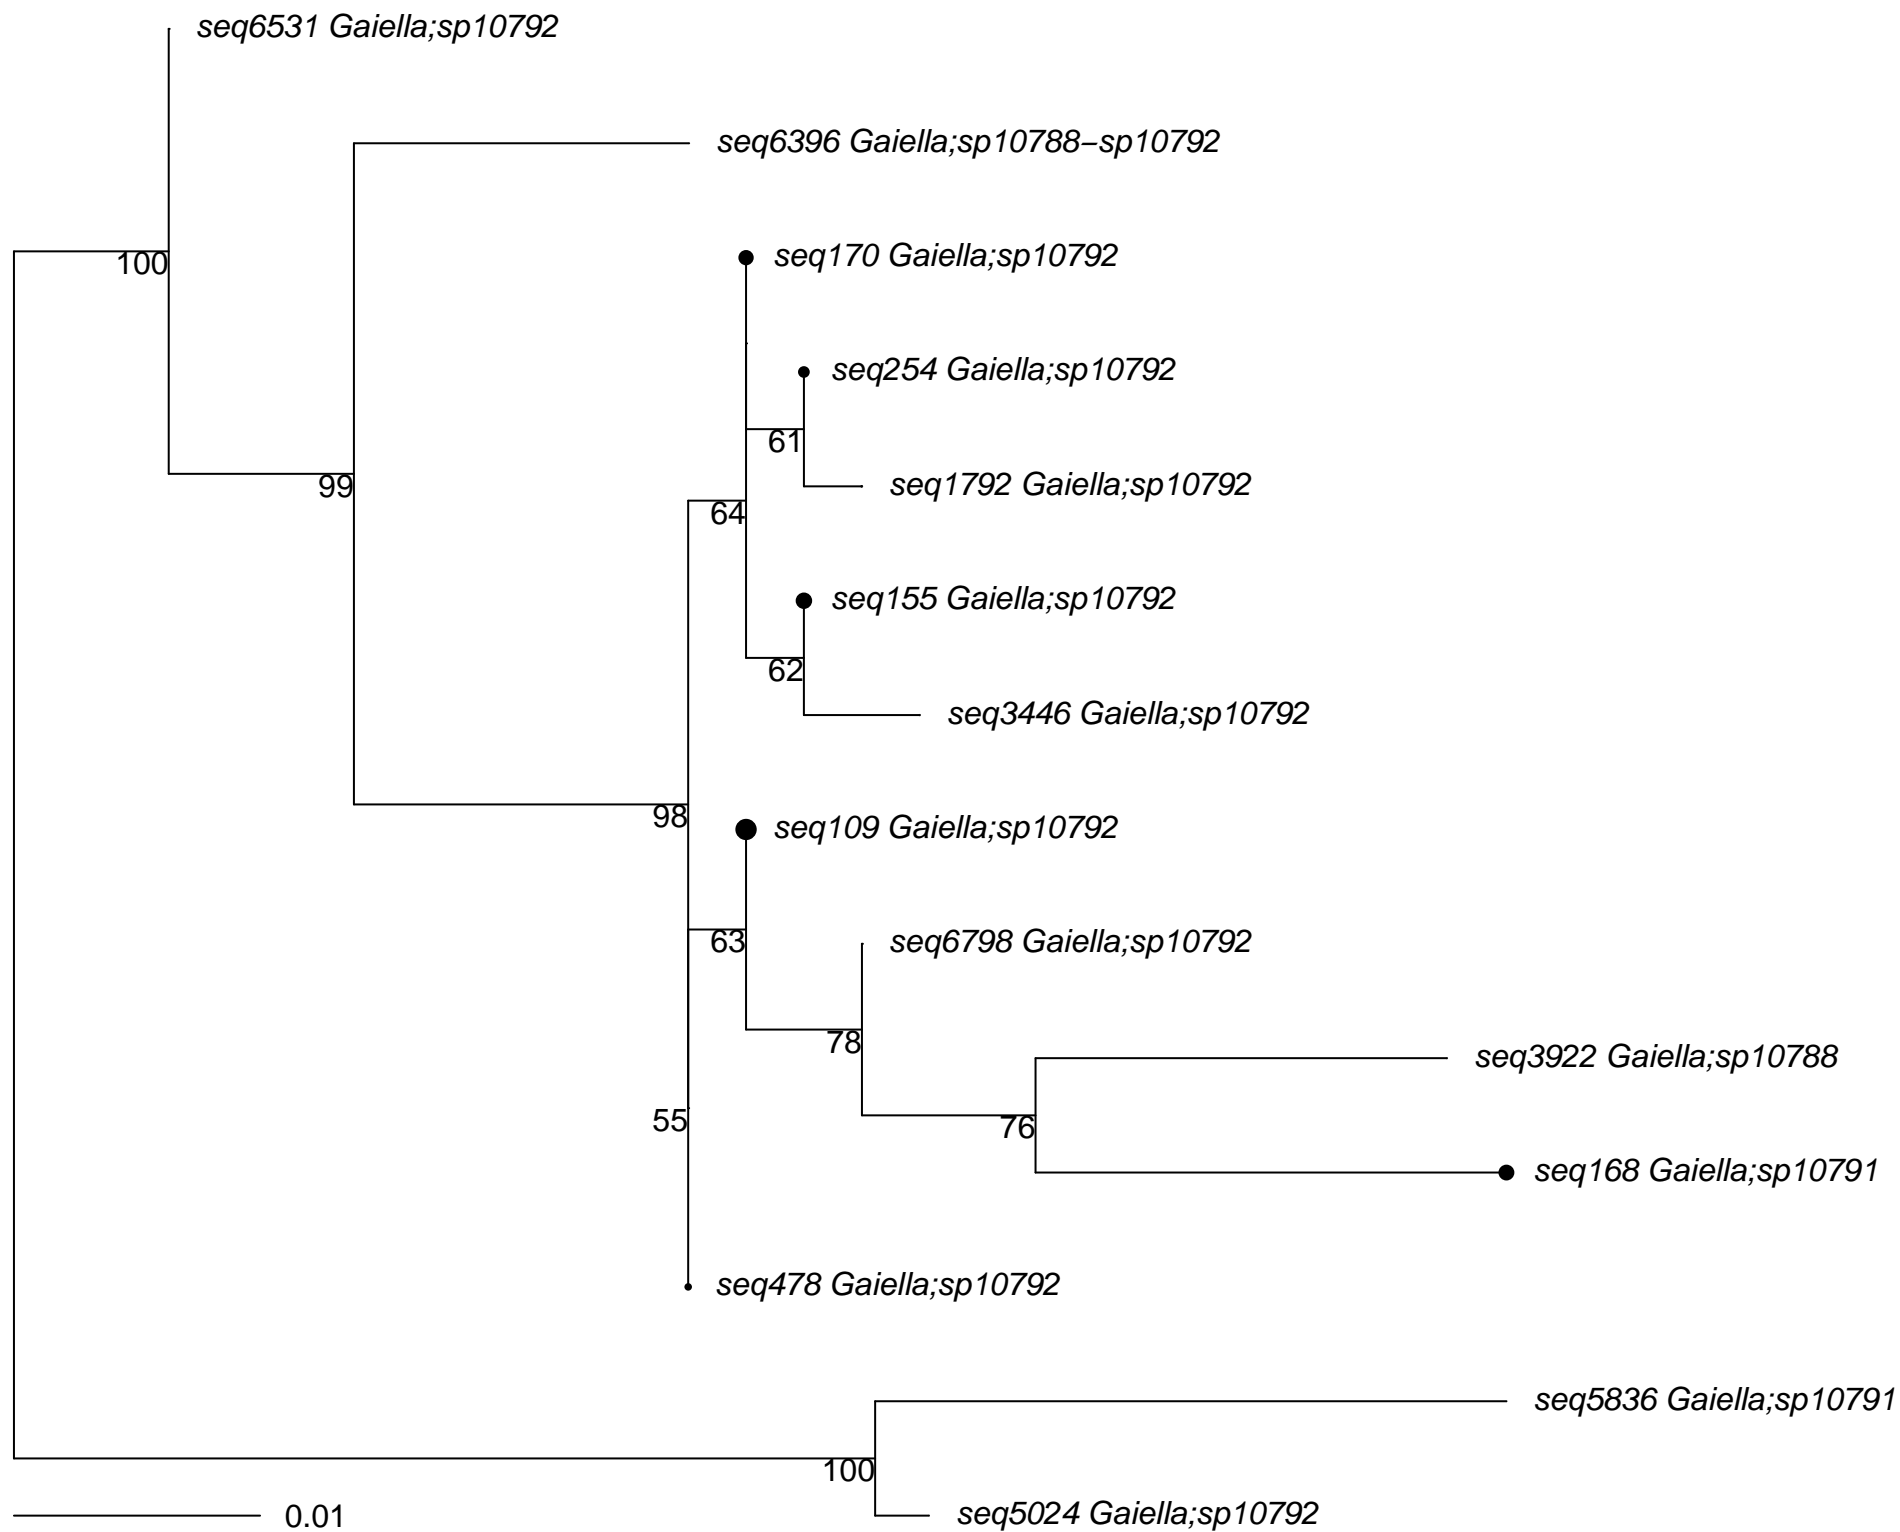 seq6531 Gaiella;sp10792
seq6396 Gaiella;sp10788−sp10792
seq170 Gaiella;sp10792
100
seq254 Gaiella;sp10792
61
seq1792 Gaiella;sp10792
99
64
seq155 Gaiella;sp10792
62
seq3446 Gaiella;sp10792
98
seq109 Gaiella;sp10792
63
seq6798 Gaiella;sp10792
78
seq3922 Gaiella;sp10788
55
76
seq168 Gaiella;sp10791
seq478 Gaiella;sp10792
seq5836 Gaiella;sp10791
100
seq5024 Gaiella;sp10792
0.01